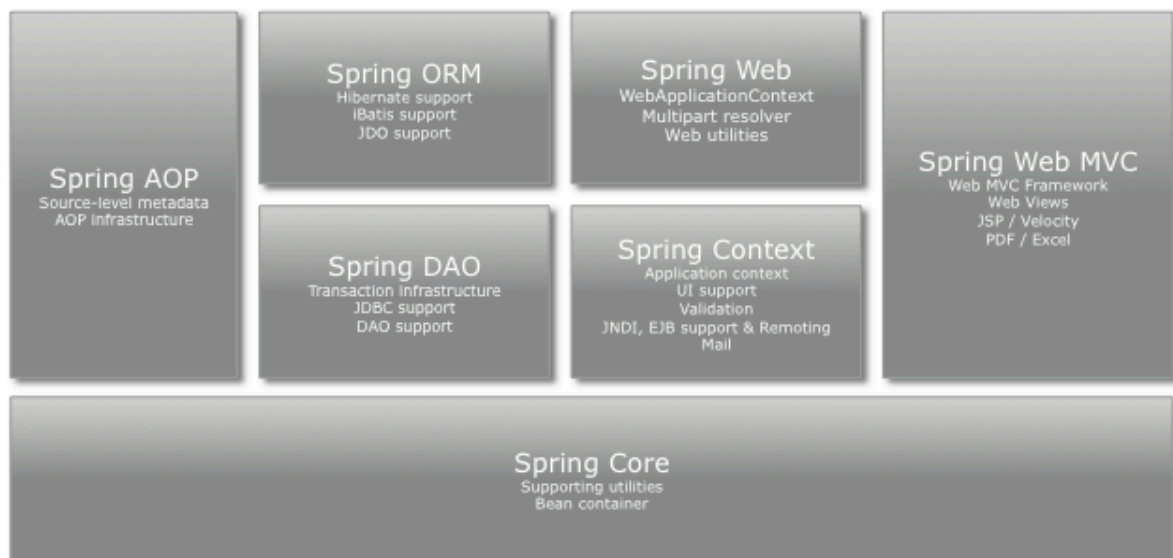 Spring AOP
Source-level metadata
AOP infrastructure
Spring ORM
Hibernate support
iBatis support
JDO support
Spring Web
WebApplicationContext
Multipart resolver
Web utilities
Spring DAO
Transaction infrastructure
JDBC support
DAO support
Spring Context
Application context
UI support
Validation
JNDI, EJB support & Remoting
Mail
Spring Web MVC
Web MVC Framework
Web Views
JSP / Velocity
PDF / Excel
Spring Core
Supporting utilities
Bean container